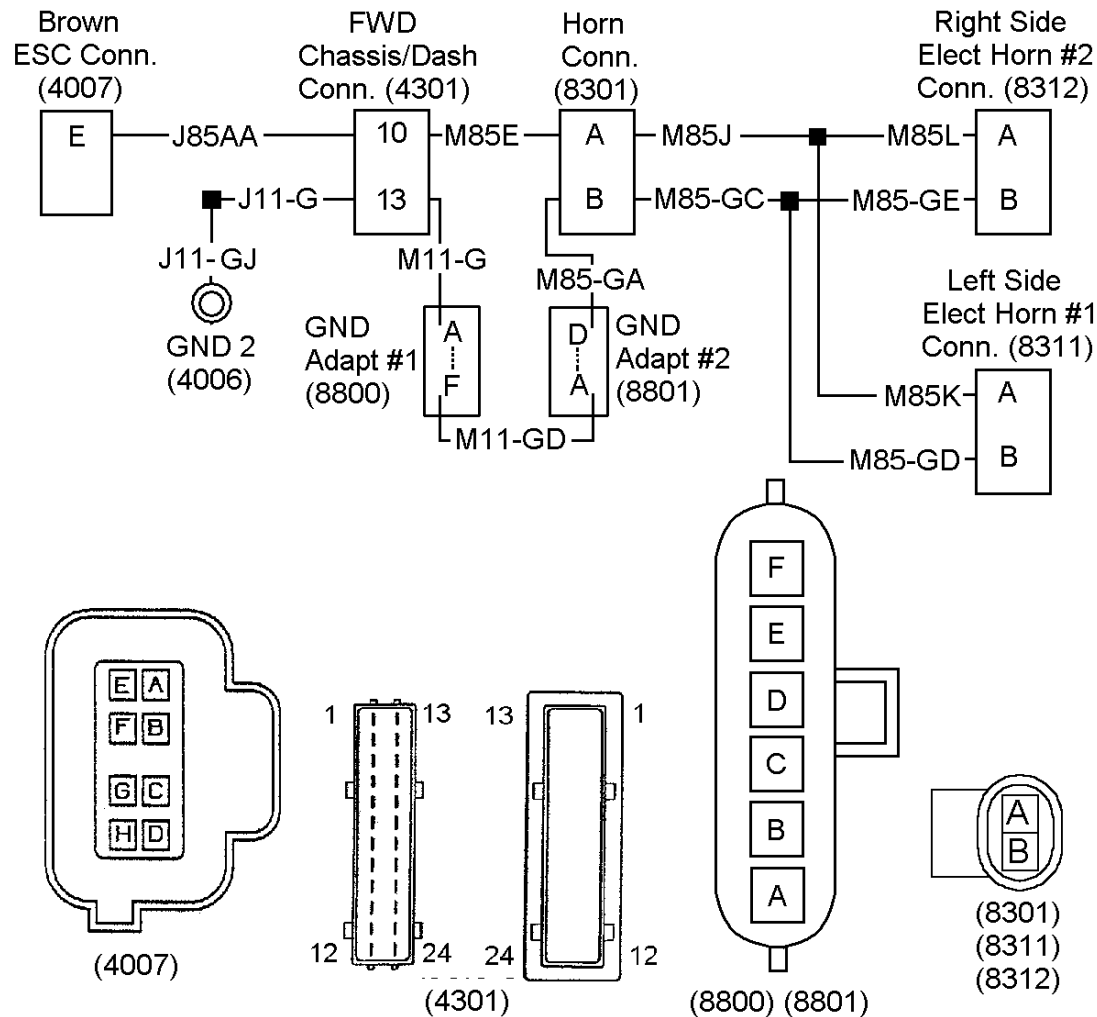 Brown
ESC Conn.
(4007)
FWD
Chassis/Dash
Conn. (4301)
Horn
Conn.
(8301)
Right Side
Elect Horn #2
Conn. (8312)
E
J85AA
10
M85E
A
M85J
M85L
A
J11-G
13
B
M85-GC
M85-GE
B
J11-GJ
M11-G
M85-GA
GND 2
(4006)
GND
Adapt #1
(8800)
A
F
D
A
GND
Adapt #2
(8801)
M11-GD
Left Side
Elect Horn #1
Conn. (8311)
M85K
A
M85-GD
B
E A
F B
G C
H D
(4007)
1
13
12
24
13
1
24
12
(4301)
F
E
D
C
B
A
(8800) (8801)
A
B
(8301)
(8311)
(8312)